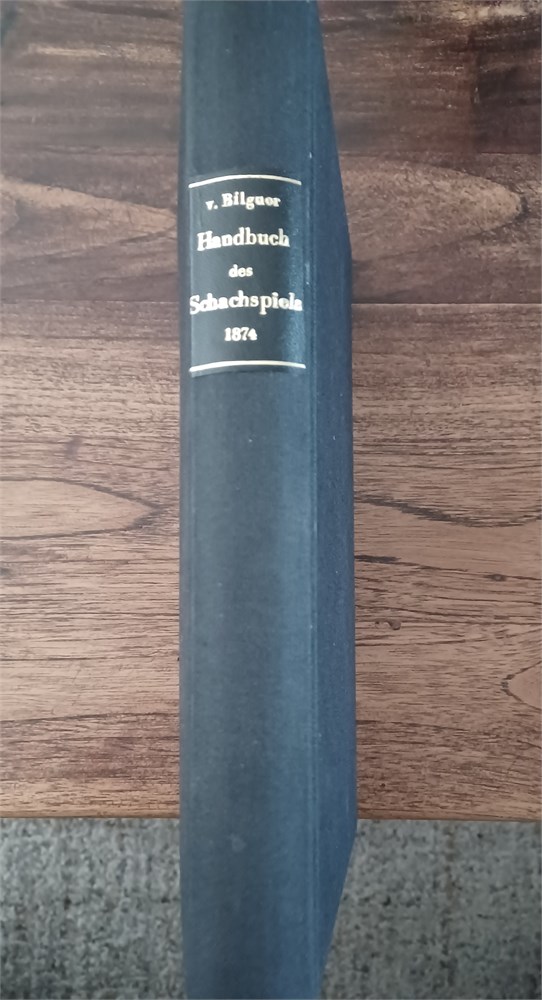 v. Bilguer
Handbuch
des
Schachspiels
1874